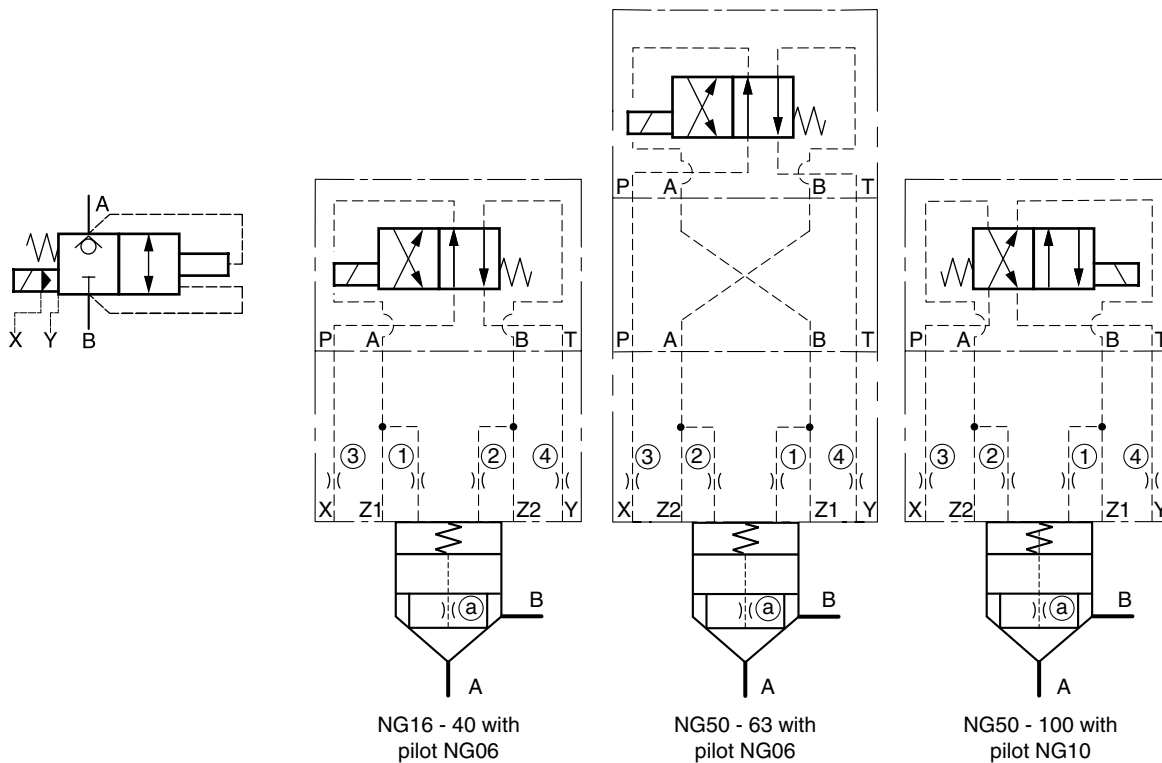 A
X Y B
P A B T
③ ① ② ④
X Z1 Z2 Y
ⓐ
B
A
NG16 - 40 with
pilot NG06
P A B T
P A B T
③ ② ① ④
X Z2 Z1 Y
ⓐ
B
A
NG50 - 63 with
pilot NG06
P A B T
③ ② ① ④
X Z2 Z1 Y
ⓐ
B
A
NG50 - 100 with
pilot NG10